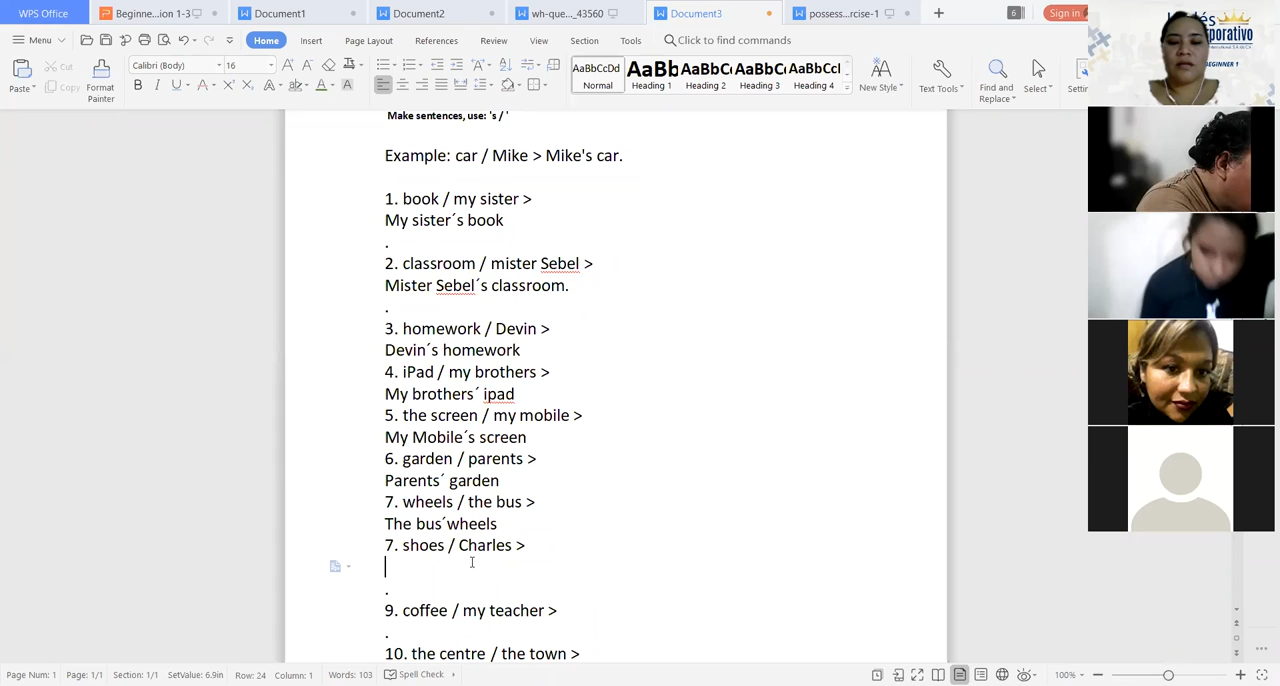 WPS Office
Beginne...ion 1-3
Document1
Document2
wh-que..._43560
Document3
possess...rcise-1
6
Sign in
Menu
Home
Insert
Page Layout
References
Review
View
Section
Tools
Click to find commands
Paste
Cut
Copy
Format
Painter
Calibri (Body)
16
B I U A
AaBbCcDd
Normal
AaBb
Heading 1
AaBbC
Heading 2
AaBbC
Heading 3
AaBbCcl
Heading 4
New Style
Text Tools
Find and
Replace
Select
BEGINNER 1
Make sentences, use: 's / '
Example: car / Mike > Mike's car.
1. book / my sister >
My sister´s book
.
2. classroom / mister Sebel >
Mister Sebel´s classroom.
.
3. homework / Devin >
Devin´s homework
4. iPad / my brothers >
My brothers´ ipad
5. the screen / my mobile >
My Mobile´s screen
6. garden / parents >
Parents´ garden
7. wheels / the bus >
The bus´wheels
7. shoes / Charles >
.
9. coffee / my teacher >
.
10. the centre / the town >
Page Num: 1
Page: 1/1
Section: 1/1
SetValue: 6.9in
Row: 24
Column: 1
Words: 103
Spell Check
100%